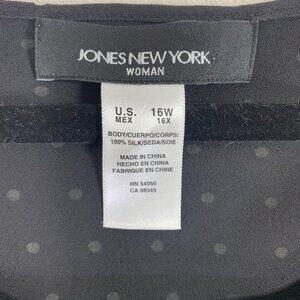 JONES NEW YORK
WOMAN
U.S. 16W
MEX 16X
BODY/CUERPO/CORPS:
100% SILK/SEDA/SOIE
MADE IN CHINA
HECHO EN CHINA
FABRIQUE EN CHINE
RN 54050
CA 08349